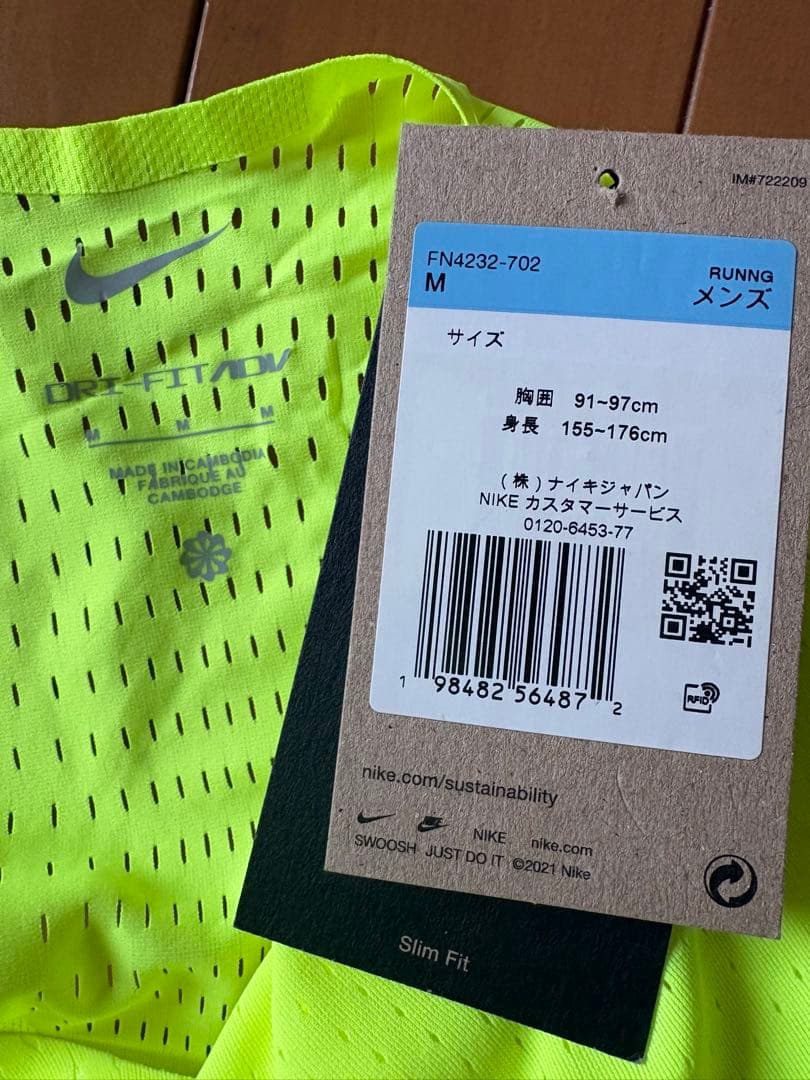 DRI-FIT ADV
M M M
MADE IN CAMBODIA
FABRIQUE AU
CAMBODGE
IM#722209
FN4232-702
M
RUNNG
メンズ
サイズ
胸囲 91~97cm
身長 155~176cm
(株)ナイキジャパン
NIKE カスタマーサービス
0120-6453-77
1 98482 56487 2
RFID
nike.com/sustainability
NIKE nike.com
SWOOSH JUST DO IT ©2021 Nike
Slim Fit